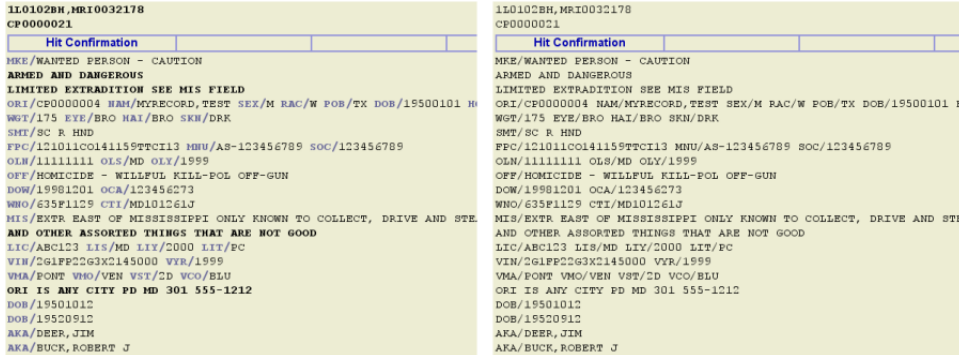 1L0102BH,MRI0032178
CP0000021
Hit Confirmation
MKE/WANTED PERSON - CAUTION
ARMED AND DANGEROUS
LIMITED EXTRADITION SEE MIS FIELD
ORI/CP0000004 NAM/MYRECORD,TEST SEX/M RAC/W POB/TX DOB/19500101
WGT/175 EYE/BRO HAI/BRO SKN/DRK
SMT/SC R HND
FPC/121011CO141159TTCI13 MNU/AS-123456789 SOC/123456789
OLN/11111111 OLS/MD OLY/1999
OFF/HOMICIDE - WILLFUL KILL-POL OFF-GUN
DOW/19981201 OCA/123456273
WNO/635F1129 CTI/MD101261J
MIS/EXTR EAST OF MISSISSIPPI ONLY KNOWN TO COLLECT, DRIVE AND
AND OTHER ASSORTED THINGS THAT ARE NOT GOOD
LIC/ABC123 LIS/MD LIY/2000 LIT/PC
VIN/2G1FP22G3X2145000 VYR/1999
VMA/PONT VMO/VEN VST/2D VCO/BLU
ORI IS ANY CITY PD MD 301 555-1212
DOB/19501012
DOB/19520912
AKA/DEER,JIM
AKA/BUCK,ROBERT J
1L0102BH,MRI0032178
CP0000021
Hit Confirmation
MKE/WANTED PERSON - CAUTION
ARMED AND DANGEROUS
LIMITED EXTRADITION SEE MIS FIELD
ORI/CP0000004 NAM/MYRECORD,TEST SEX/M RAC/W POB/TX DOB/19500101
WGT/175 EYE/BRO HAI/BRO SKN/DRK
SMT/SC R HND
FPC/121011CO141159TTCI13 MNU/AS-123456789 SOC/123456789
OLN/11111111 OLS/MD OLY/1999
OFF/HOMICIDE - WILLFUL KILL-POL OFF-GUN
DOW/19981201 OCA/123456273
WNO/635F1129 CTI/MD101261J
MIS/EXTR EAST OF MISSISSIPPI ONLY KNOWN TO COLLECT, DRIVE AND
AND OTHER ASSORTED THINGS THAT ARE NOT GOOD
LIC/ABC123 LIS/MD LIY/2000 LIT/PC
VIN/2G1FP22G3X2145000 VYR/1999
VMA/PONT VMO/VEN VST/2D VCO/BLU
ORI IS ANY CITY PD MD 301 555-1212
DOB/19501012
DOB/19520912
AKA/DEER,JIM
AKA/BUCK,ROBERT J